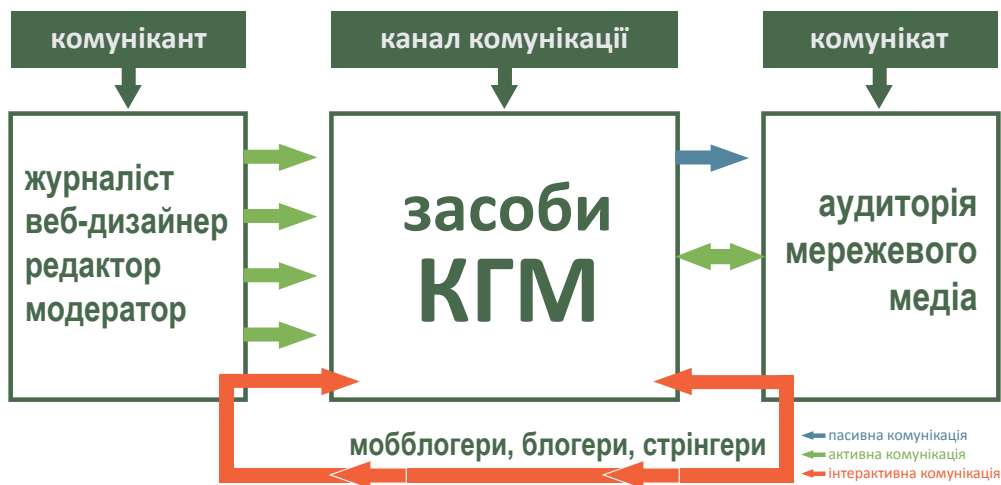 комунікант
канал комунікації
комунікат
журналіст
веб-дизайнер
редактор
модератор
засоби
КГМ
аудиторія
мережевого
медіа
мобблогери, блогери, стрінгери
пасивна комунікація
активна комунікація
інтерактивна комунікація